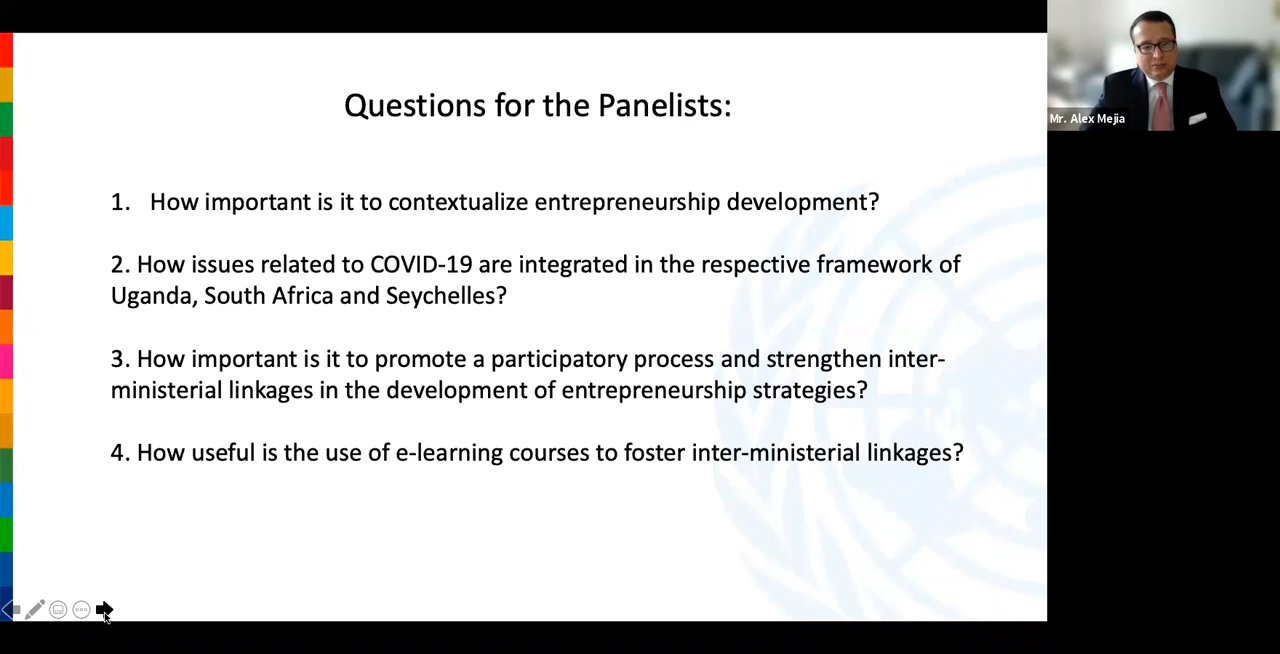 Questions for the Panelists:
1. How important is it to contextualize entrepreneurship development?
2. How issues related to COVID-19 are integrated in the respective framework of
Uganda, South Africa and Seychelles?
3. How important is it to promote a participatory process and strengthen inter-
ministerial linkages in the development of entrepreneurship strategies?
4. How useful is the use of e-learning courses to foster inter-ministerial linkages?
Mr. Alex Mejia